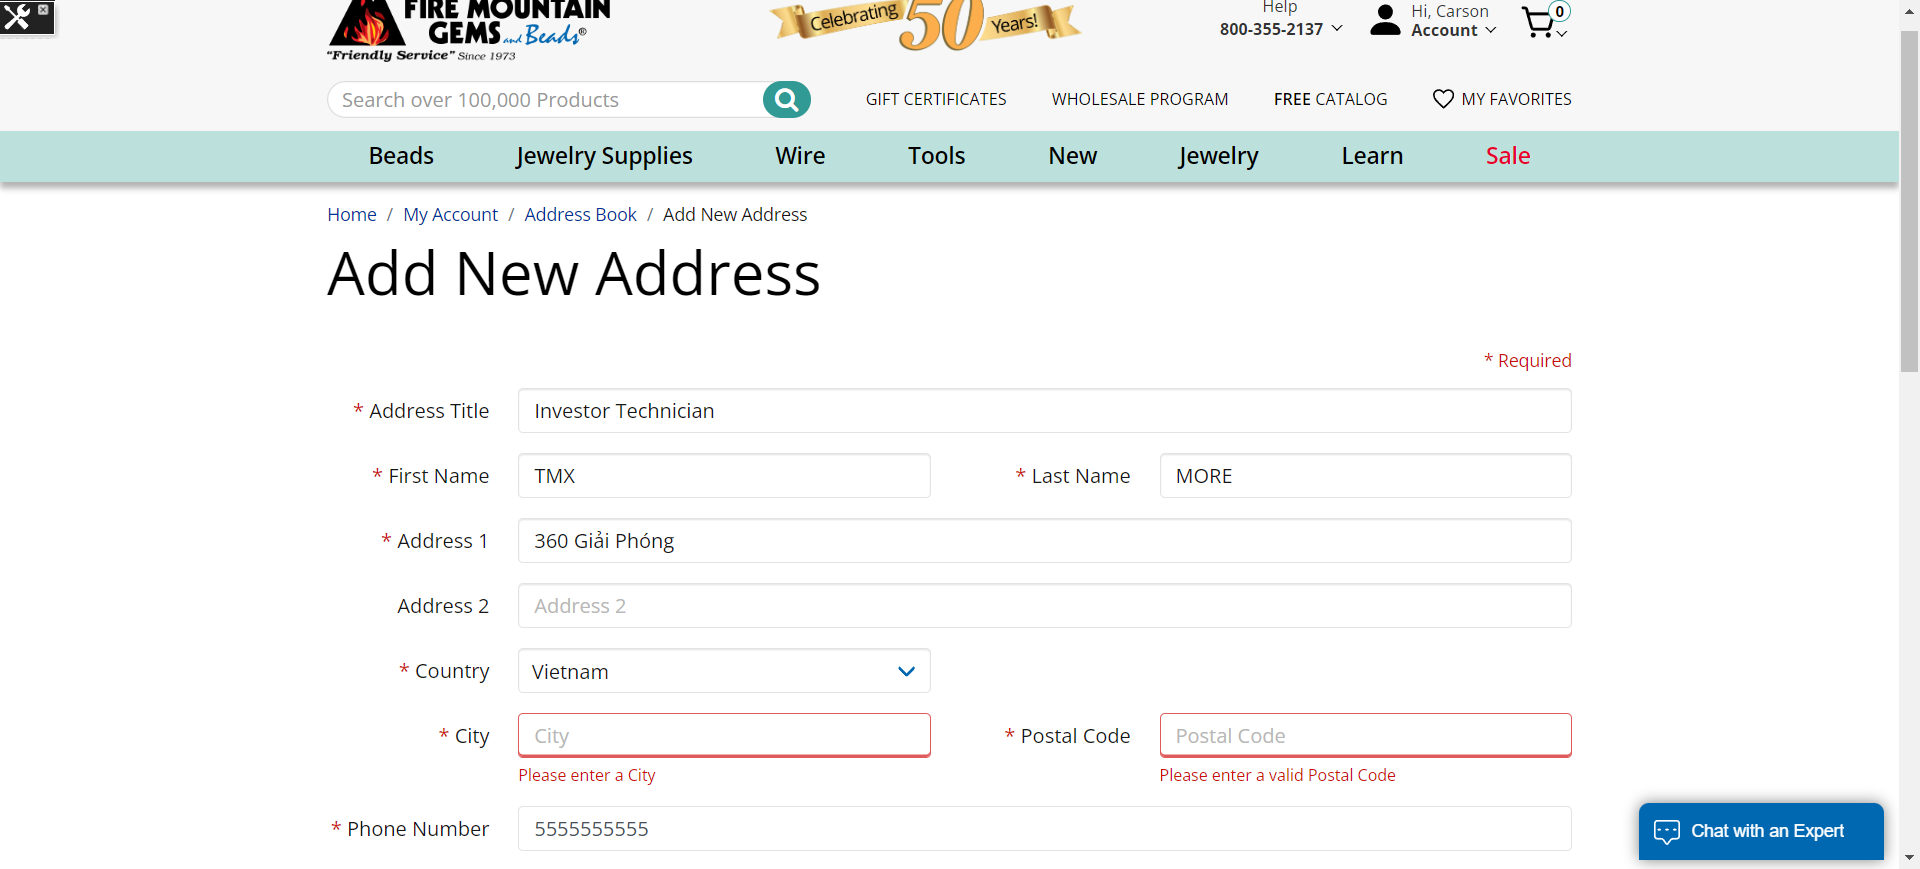 FIRE MOUNTAIN
GEMS and Beads®
"Friendly Service" Since 1973
Celebrating 50 Years!
Help
800-355-2137
Hi, Carson
Account
0
Search over 100,000 Products
GIFT CERTIFICATES
WHOLESALE PROGRAM
FREE CATALOG
MY FAVORITES
Beads
Jewelry Supplies
Wire
Tools
New
Jewelry
Learn
Sale
Home / My Account / Address Book / Add New Address
Add New Address
* Required
* Address Title
Investor Technician
* First Name
TMX
* Last Name
MORE
* Address 1
360 Giải Phóng
Address 2
Address 2
* Country
Vietnam
* City
City
* Postal Code
Postal Code
Please enter a City
Please enter a valid Postal Code
* Phone Number
5555555555
Chat with an Expert